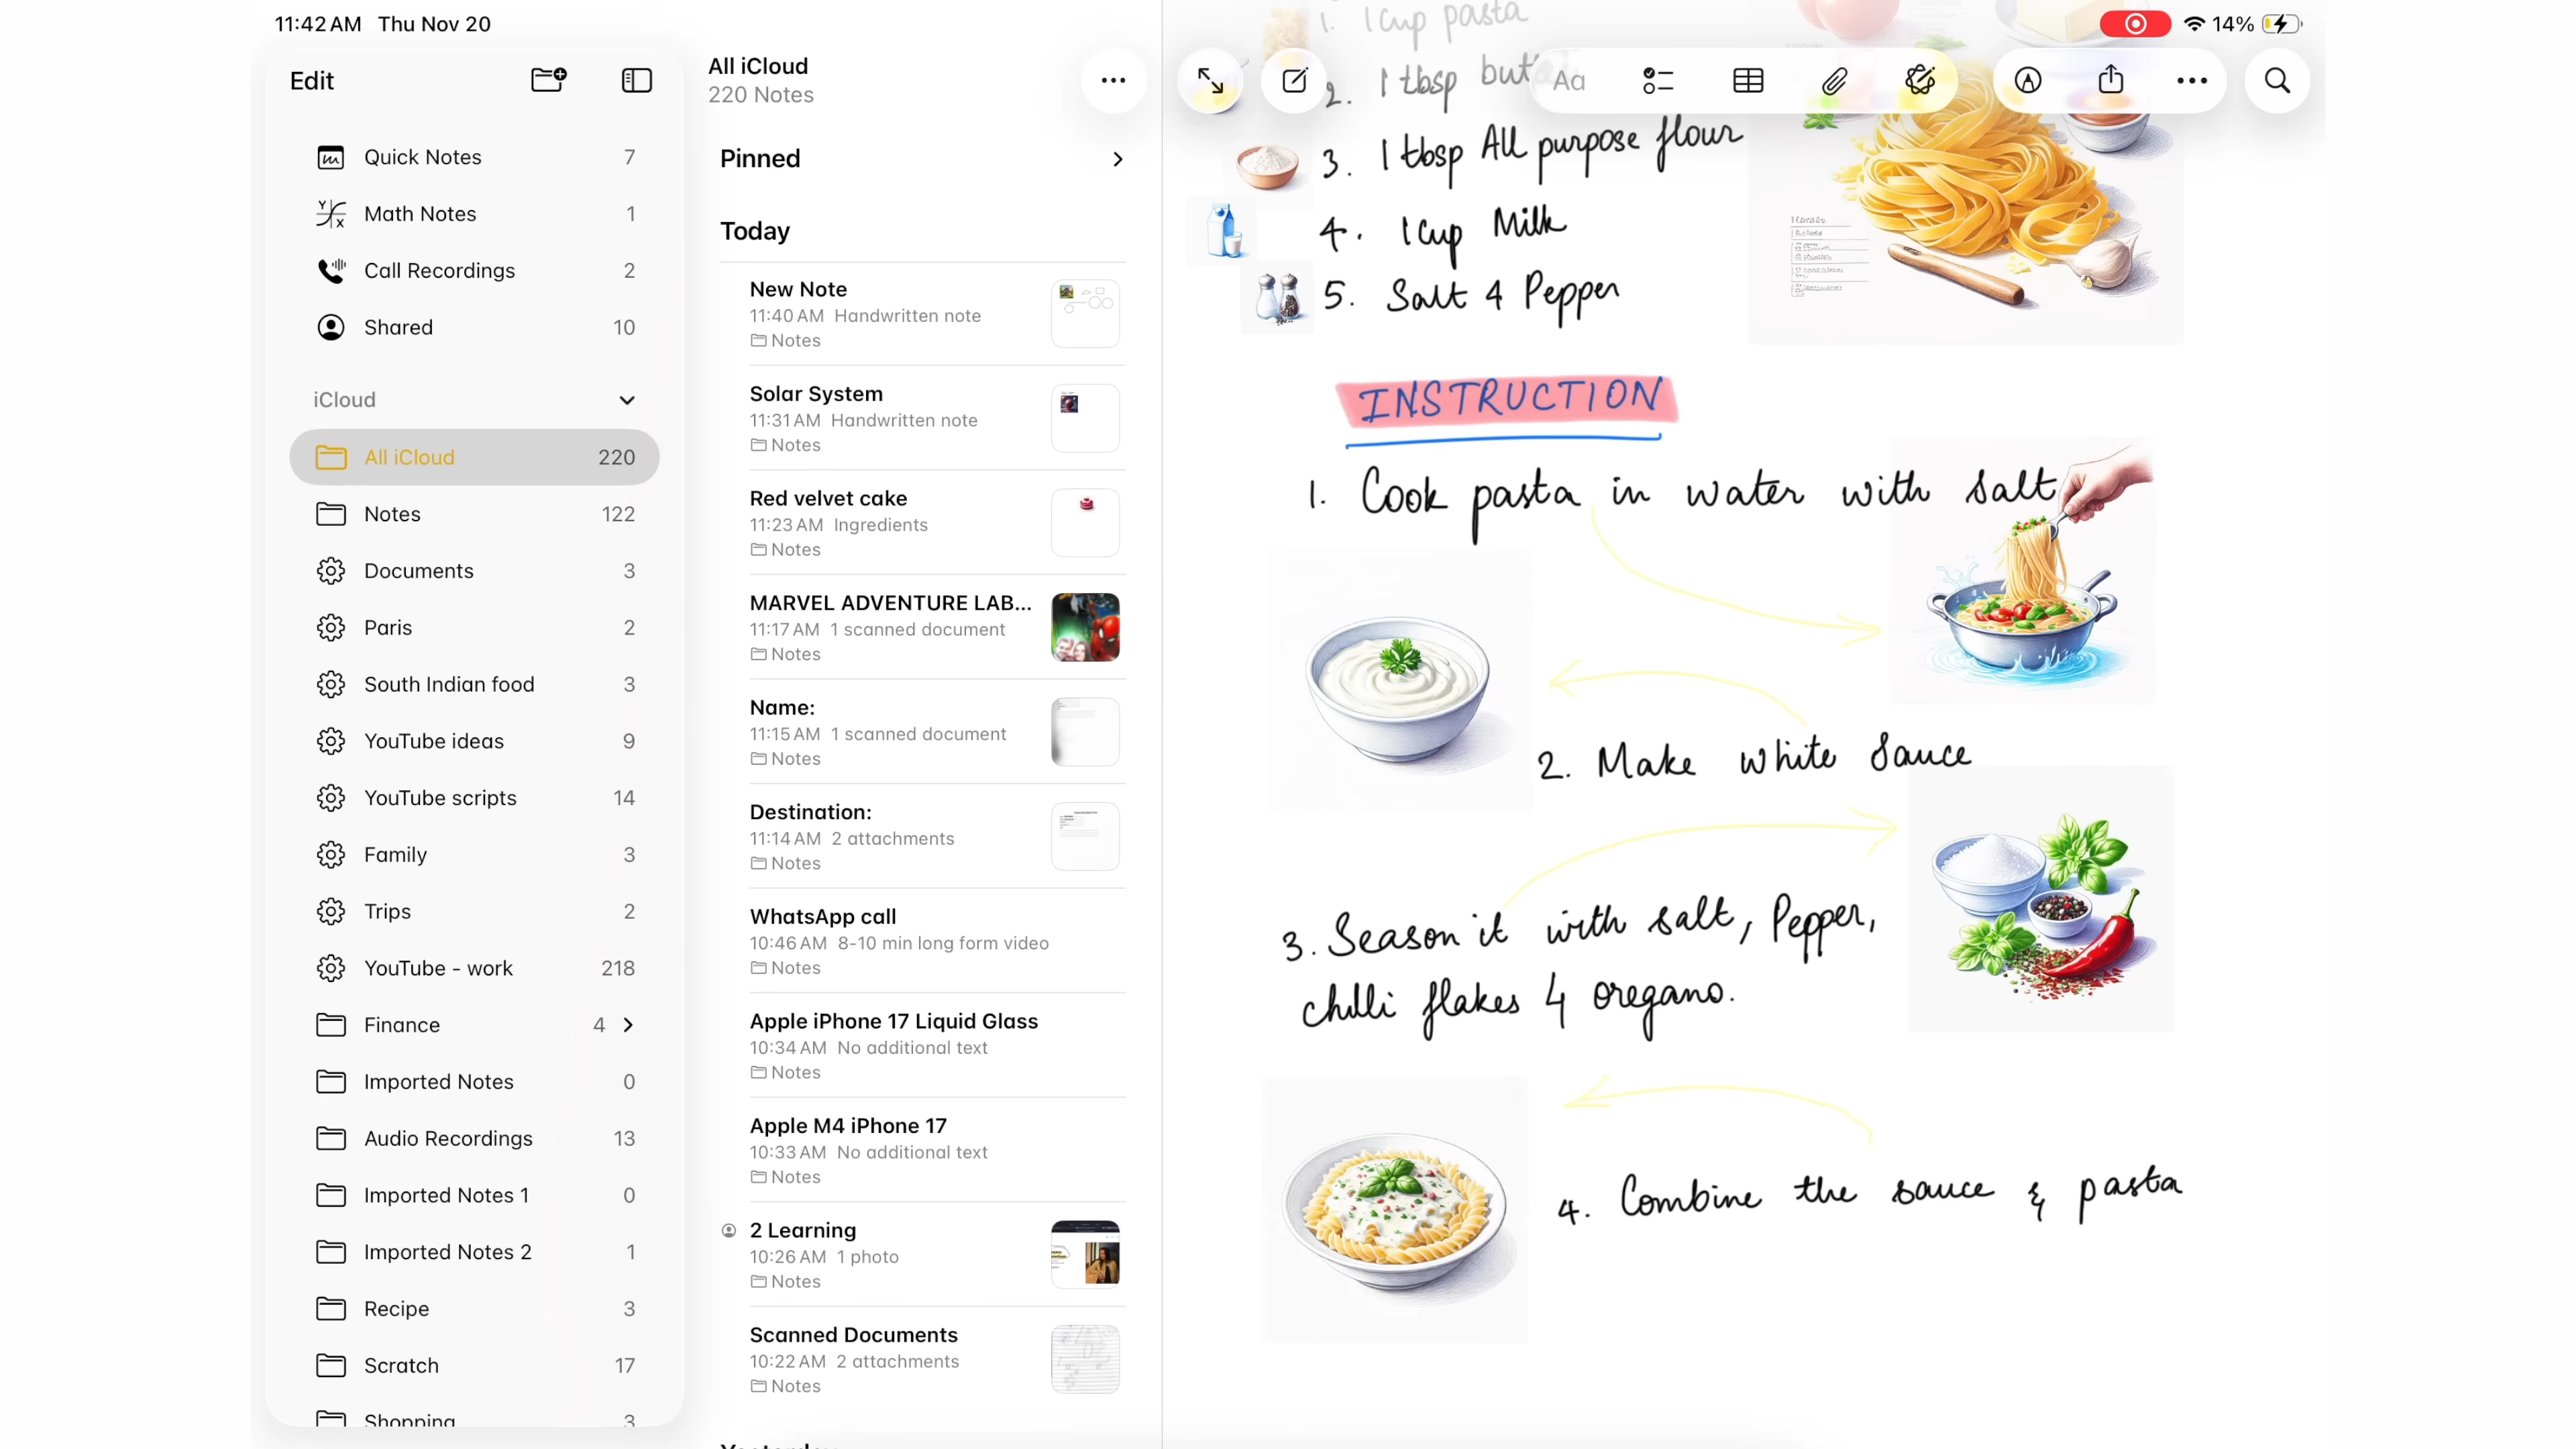 11:42 AM Thu Nov 20
14%
Edit
Quick Notes 7
Math Notes 1
Call Recordings 2
Shared 10
iCloud
All iCloud 220
Notes 122
Documents 3
Paris 2
South Indian food 3
YouTube ideas 9
YouTube scripts 14
Family 3
Trips 2
YouTube - work 218
Finance 4
Imported Notes 0
Audio Recordings 13
Imported Notes 1 0
Imported Notes 2 1
Recipe 3
Scratch 17
Shopping 3
All iCloud
220 Notes
Pinned
Today
New Note
11:40 AM Handwritten note
Notes
Solar System
11:31 AM Handwritten note
Notes
Red velvet cake
11:23 AM Ingredients
Notes
MARVEL ADVENTURE LAB...
11:17 AM 1 scanned document
Notes
Name:
11:15 AM 1 scanned document
Notes
Destination:
11:14 AM 2 attachments
Notes
WhatsApp call
10:46 AM 8-10 min long form video
Notes
Apple iPhone 17 Liquid Glass
10:34 AM No additional text
Notes
Apple M4 iPhone 17
10:33 AM No additional text
Notes
2 Learning
10:26 AM 1 photo
Notes
Scanned Documents
10:22 AM 2 attachments
Notes
Yesterday
Aa
1. 1 Cup pasta
2. 1 tbsp
3. 1 tbsp All purpose flour
4. 1 Cup Milk
5. Salt & Pepper
INSTRUCTION
1. Cook pasta in water with salt
2. Make white sauce
3. Season it with salt, Pepper,
chilli flakes & oregano.
4. Combine the sauce & pasta